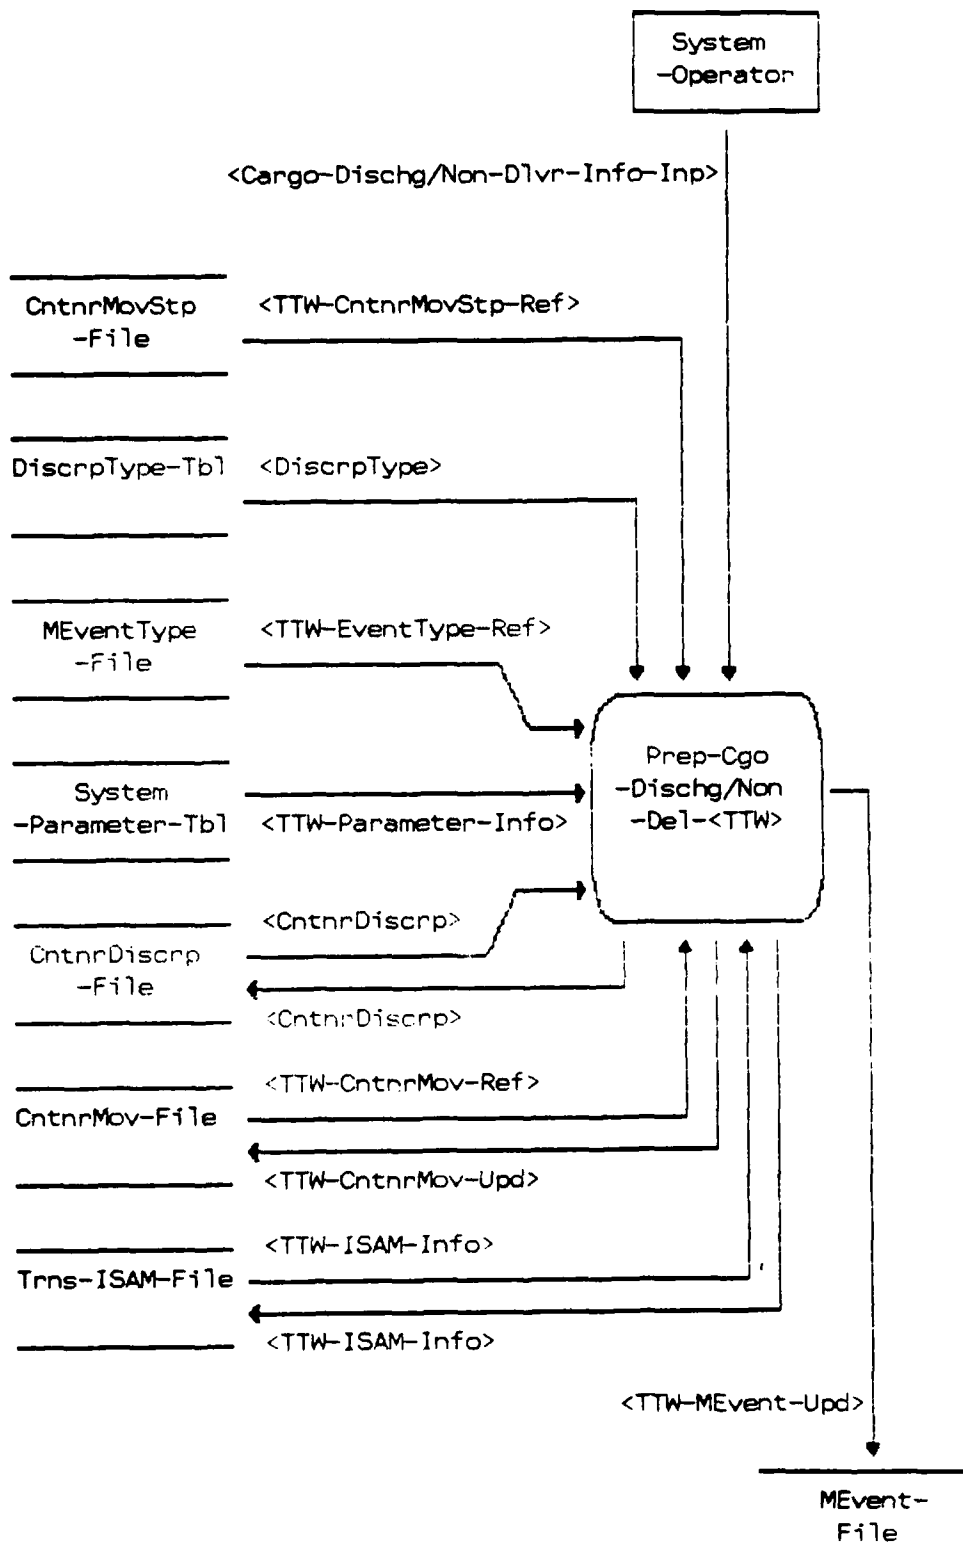 System
-Operator
<Cargo-Dischg/Non-Dlvr-Info-Inp>
CntnrMovStp
-File
<TTW-CntnrMovStp-Ref>
DiscrpType-Tbl
<DiscrpType>
MEventType
-File
<TTW-EventType-Ref>
System
-Parameter-Tbl
<TTW-Parameter-Info>
Prep-Cgo
-Dischg/Non
-Del-<TTW>
CntnrDiscrp
-File
<CntnrDiscrp>
<CntnrDiscrp>
CntnrMov-File
<TTW-CntnrMov-Ref>
<TTW-CntnrMov-Upd>
Trns-ISAM-File
<TTW-ISAM-Info>
<TTW-ISAM-Info>
<TTW-MEvent-Upd>
MEvent-
File